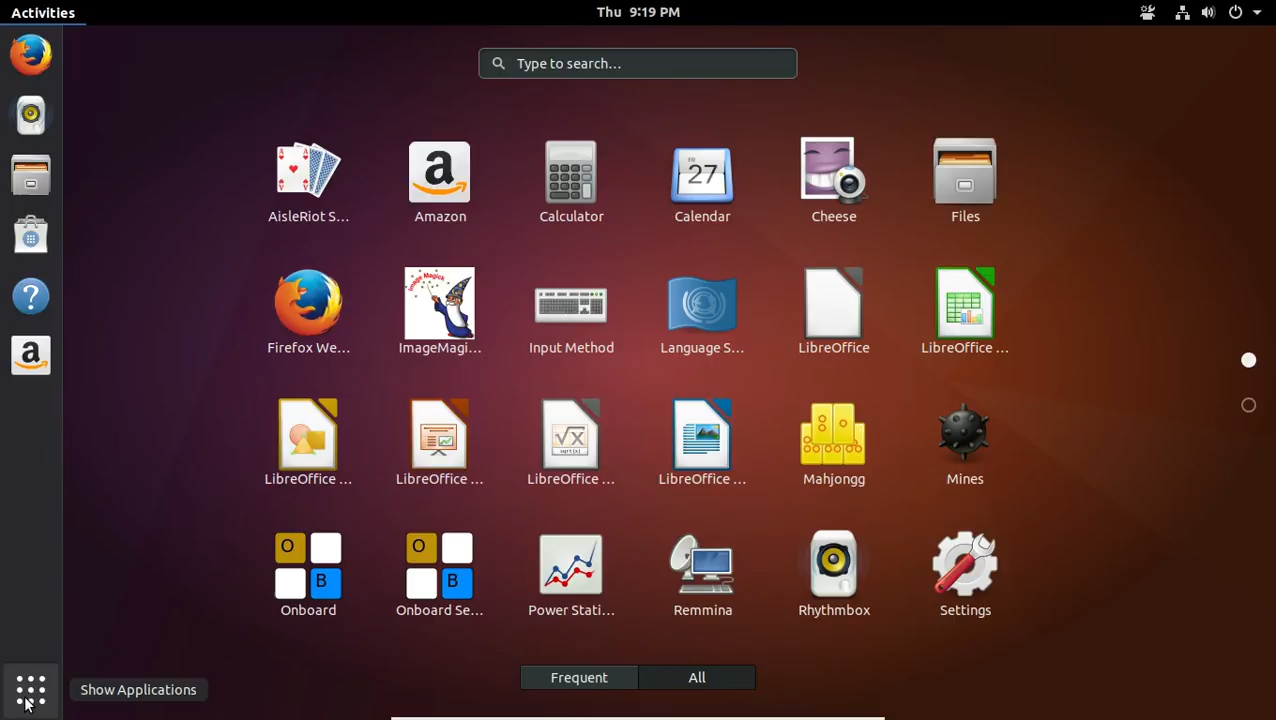 Activities
Thu 9:19 PM
Type to search...
AisleRiot S...
Amazon
Calculator
Calendar
Cheese
Files
Firefox We...
ImageMagi...
Input Method
Language S...
LibreOffice
LibreOffice ...
LibreOffice ...
LibreOffice ...
LibreOffice ...
LibreOffice ...
Mahjongg
Mines
Onboard
Onboard Se...
Power Stati...
Remmina
Rhythmbox
Settings
Show Applications
Frequent
All